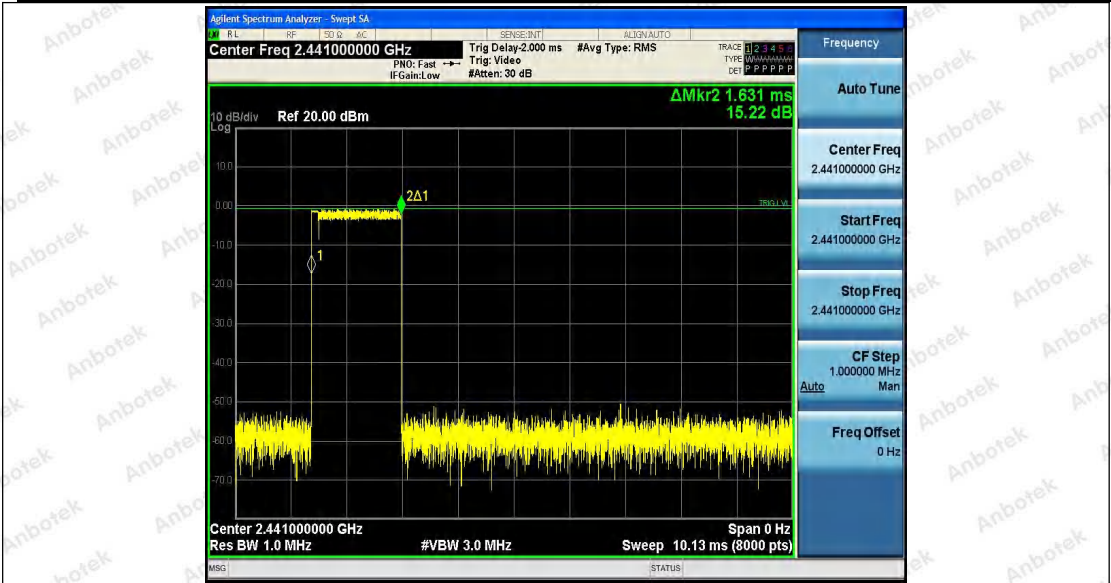 Agilent Spectrum Analyzer - Swept SA
RL RF 50 Ω AC SENSE:INT ALIGNAUTO
Center Freq 2.441000000 GHz
PNO: Fast
IFGain:Low
Trig Delay-2.000 ms
Trig: Video
#Atten: 30 dB
#Avg Type: RMS
TRACE 1 2 3 4 5 6
TYPE
DET P P P P P P
ΔMkr2 1.631 ms
15.22 dB
10 dB/div Ref 20.00 dBm
Log
10.0
0.00
-10.0
-20.0
-30.0
-40.0
-50.0
-60.0
-70.0
2Δ1
1
TRIG LVL
Center 2.441000000 GHz
Span 0 Hz
Res BW 1.0 MHz #VBW 3.0 MHz Sweep 10.13 ms (8000 pts)
MSG STATUS
Frequency
Auto Tune
Center Freq
2.441000000 GHz
Start Freq
2.441000000 GHz
Stop Freq
2.441000000 GHz
CF Step
1.000000 MHz
Auto Man
Freq Offset
0 Hz
Anbotek